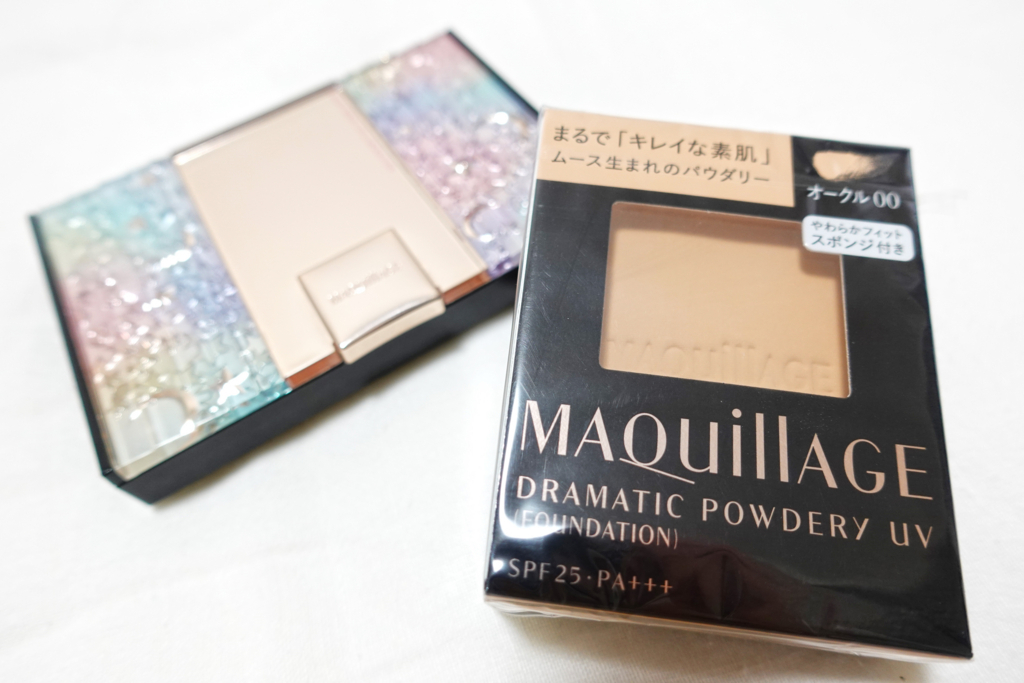 まるで「キレイな素肌」
ムース生まれのパウダリー
オークル00
やわらかフィット
スポンジ付き
MAQuillAGE
MAQuillAGE
DRAMATIC POWDERY UV
(FOUNDATION)
SPF25・PA+++